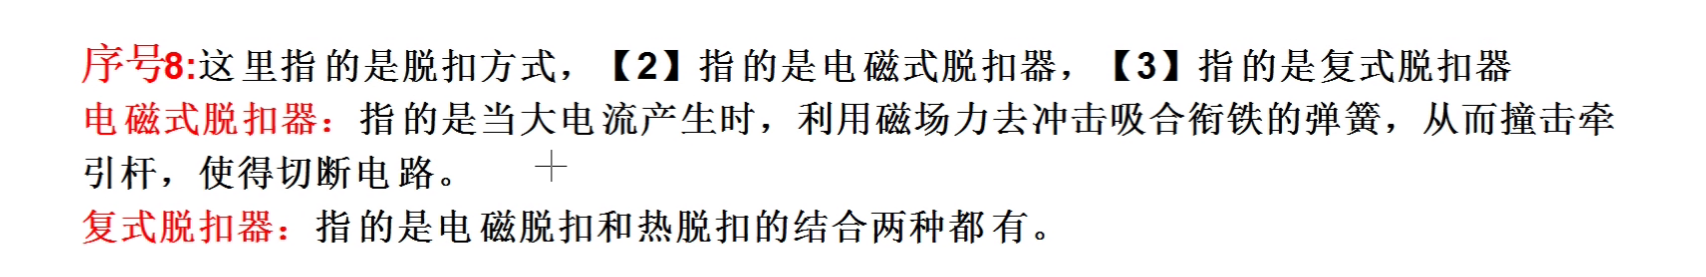 序号8:这里指的是脱扣方式，【2】指的是电磁式脱扣器，【3】指的是复式脱扣器
电磁式脱扣器：指的是当大电流产生时，利用磁场力去冲击吸合衔铁的弹簧，从而撞击牵
引杆，使得切断电路。
复式脱扣器：指的是电磁脱扣和热脱扣的结合两种都有。